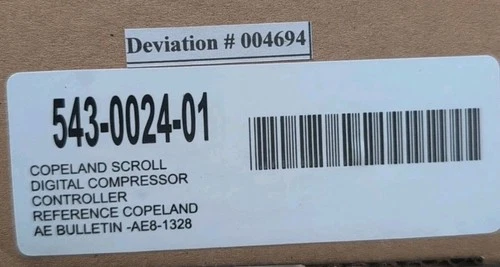 Deviation # 004694
543-0024-01
COPELAND SCROLL
DIGITAL COMPRESSOR
CONTROLLER
REFERENCE COPELAND
AE BULLETIN -AE8-1328